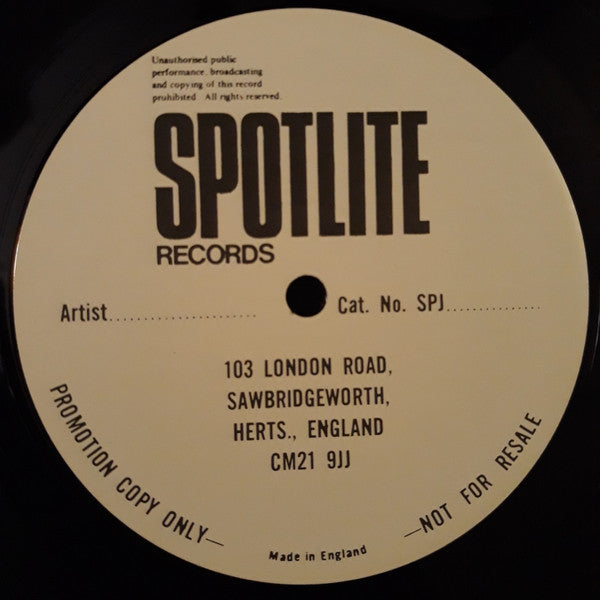 Unauthorised public
performance, broadcasting
and copying of this record
prohibited. All rights reserved.
SPOTLITE
RECORDS
Artist......................
Cat. No. SPJ...............
103 LONDON ROAD,
SAWBRIDGEWORTH,
HERTS., ENGLAND
CM21 9JJ
PROMOTION COPY ONLY—
—NOT FOR RESALE
Made in England